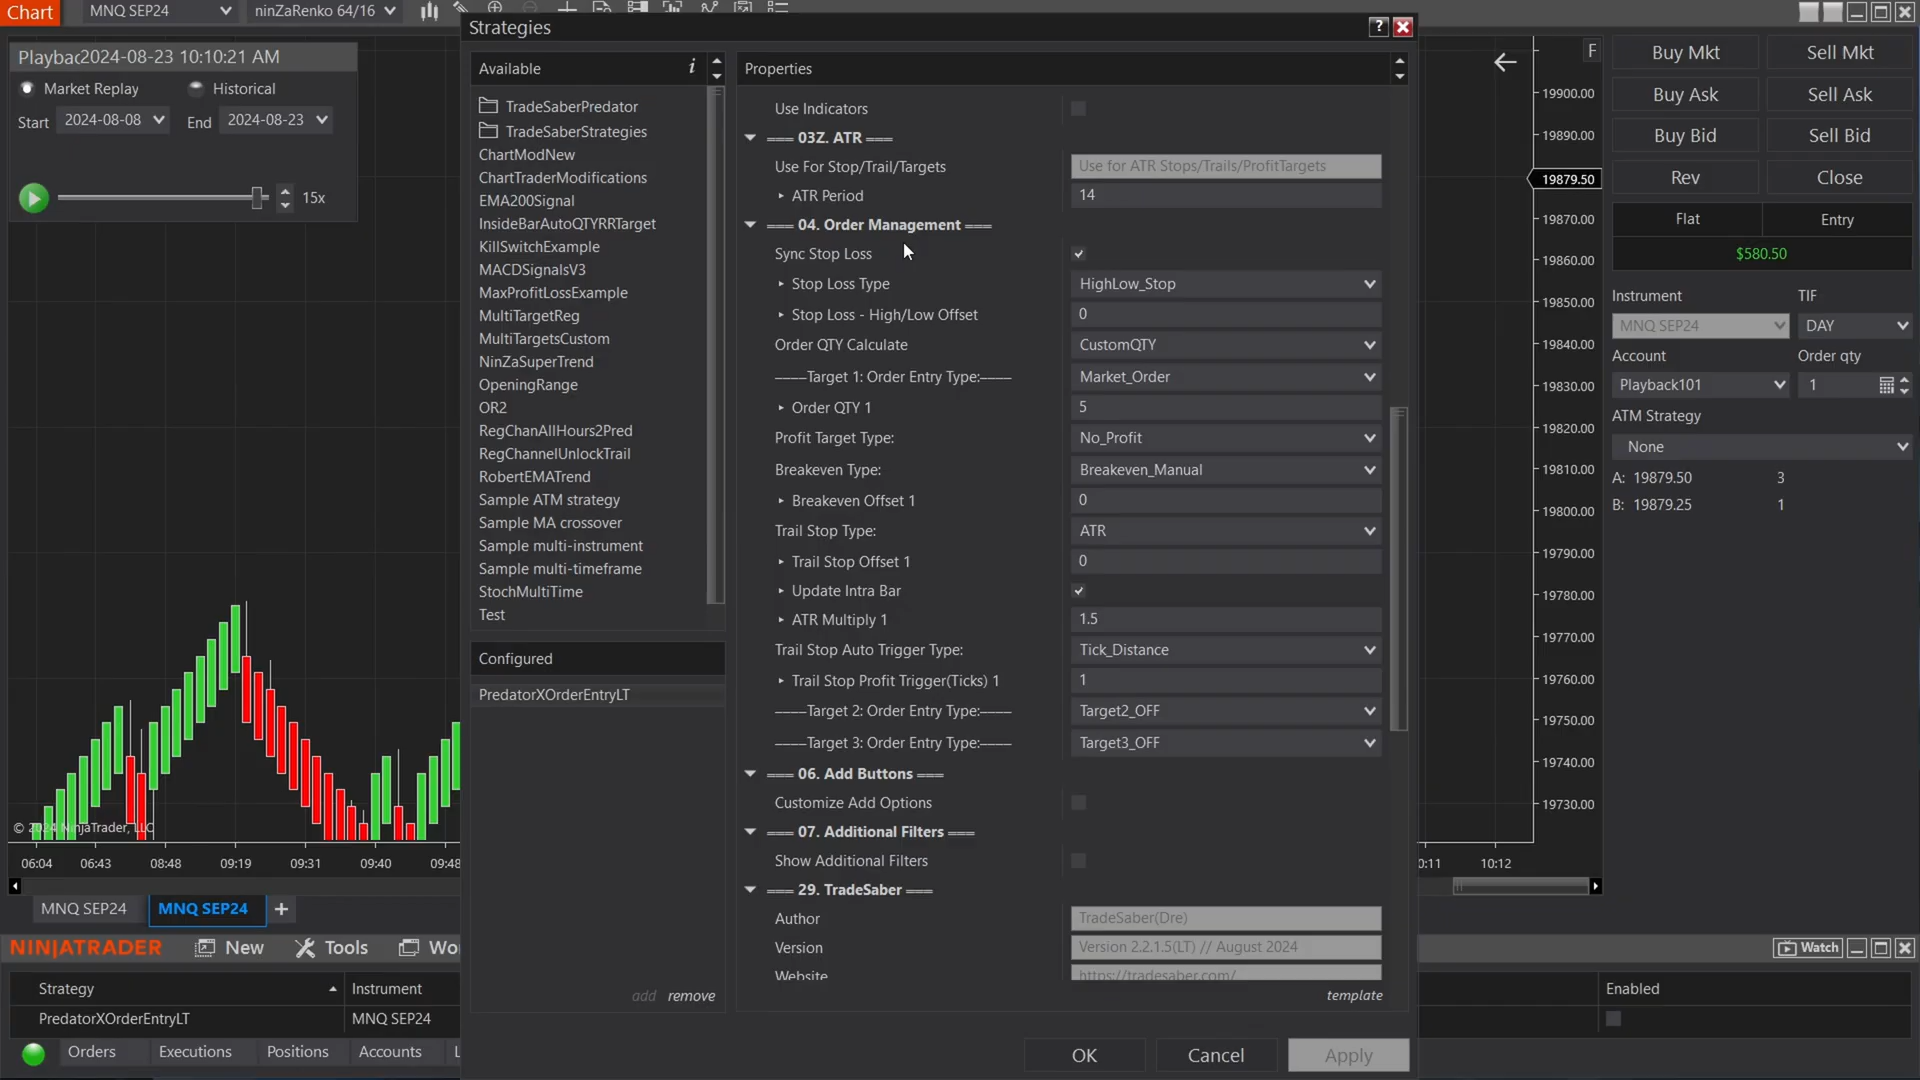 Chart
MNQ SEP24
ninZaRenko 64/16
Strategies
?
Playbac2024-08-23 10:10:21 AM
Market Replay
Historical
Start
2024-08-08
End
2024-08-23
15x
Available
i
TradeSaberPredator
TradeSaberStrategies
ChartModNew
ChartTraderModifications
EMA200Signal
InsideBarAutoQTYRRTarget
KillSwitchExample
MACDSignalsV3
MaxProfitLossExample
MultiTargetReg
MultiTargetsCustom
NinZaSuperTrend
OpeningRange
OR2
RegChanAllHours2Pred
RegChannelUnlockTrail
RobertEMATrend
Sample ATM strategy
Sample MA crossover
Sample multi-instrument
Sample multi-timeframe
StochMultiTime
Test
Configured
PredatorXOrderEntryLT
add
remove
Properties
Use Indicators
=== 03Z. ATR ===
Use For Stop/Trail/Targets
Use for ATR Stops/Trails/ProfitTargets
ATR Period
14
=== 04. Order Management ===
Sync Stop Loss
Stop Loss Type
HighLow_Stop
Stop Loss - High/Low Offset
0
Order QTY Calculate
CustomQTY
-----Target 1: Order Entry Type:-----
Market_Order
Order QTY 1
5
Profit Target Type:
No_Profit
Breakeven Type:
Breakeven_Manual
Breakeven Offset 1
0
Trail Stop Type:
ATR
Trail Stop Offset 1
0
Update Intra Bar
ATR Multiply 1
1.5
Trail Stop Auto Trigger Type:
Tick_Distance
Trail Stop Profit Trigger(Ticks) 1
1
-----Target 2: Order Entry Type:-----
Target2_OFF
-----Target 3: Order Entry Type:-----
Target3_OFF
=== 06. Add Buttons ===
Customize Add Options
=== 07. Additional Filters ===
Show Additional Filters
=== 29. TradeSaber ===
Author
TradeSaber(Dre)
Version
Version 2.2.1.5(LT) // August 2024
Website
https://tradesaber.com/
template
OK
Cancel
Apply
F
19900.00
19890.00
19879.50
19870.00
19860.00
19850.00
19840.00
19830.00
19820.00
19810.00
19800.00
19790.00
19780.00
19770.00
19760.00
19750.00
19740.00
19730.00
Buy Mkt
Sell Mkt
Buy Ask
Sell Ask
Buy Bid
Sell Bid
Rev
Close
Flat
Entry
$580.50
Instrument
TIF
MNQ SEP24
DAY
Account
Order qty
Playback101
1
ATM Strategy
None
A: 19879.50
3
B: 19879.25
1
© 2024 NinjaTrader, LLC
06:04
06:43
08:48
09:19
09:31
09:40
09:48
0:11
10:12
MNQ SEP24
MNQ SEP24
+
NINJATRADER
New
Tools
Wo
Watch
Strategy
Instrument
Enabled
PredatorXOrderEntryLT
MNQ SEP24
Orders
Executions
Positions
Accounts
L